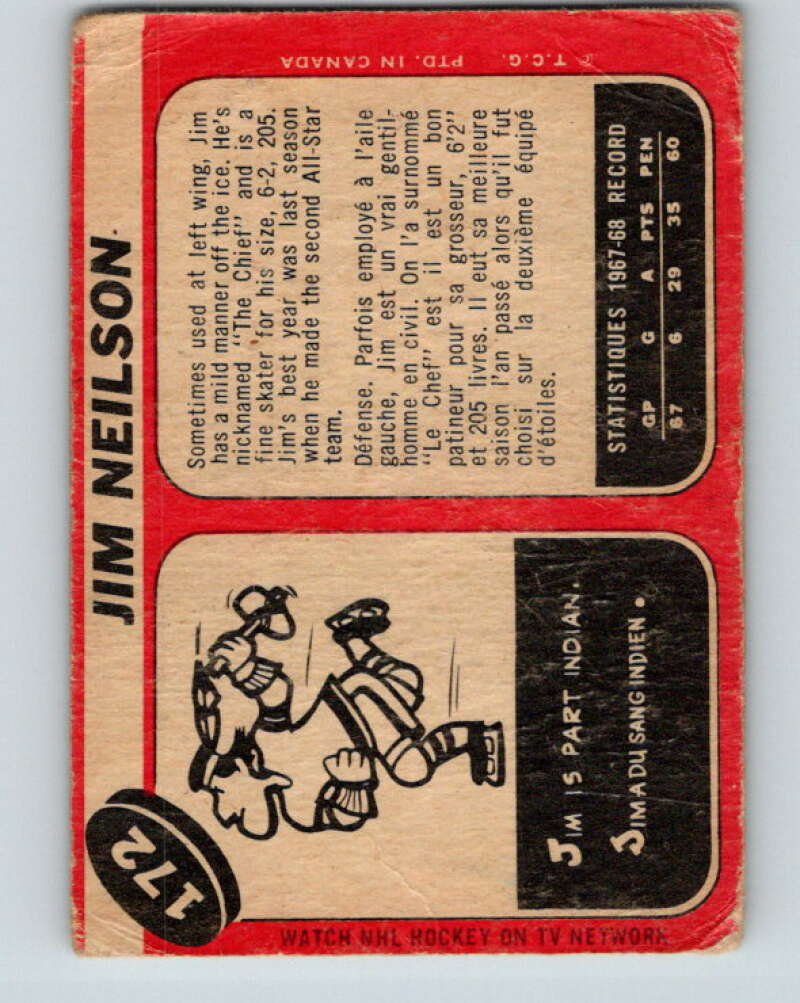 172
JIM NEILSON
Sometimes used at left wing, Jim
has a mild manner off the ice. He's
nicknamed "The Chief" and is a
fine skater for his size, 6-2, 205.
Jim's best year was last season
when he made the second All-Star
team.
Défense. Parfois employé à l'aile
gauche, Jim est un vrai gentil-
homme en civil. On l'a surnommé
"Le Chef" est il est un bon
patineur pour sa grosseur, 6'2"
et 205 livres. Il eut sa meilleure
saison l'an passé alors qu'il fut
choisi sur la deuxième équipé
d'étoiles.
STATISTIQUES 1967-68 RECORD
GP G A PTS PEN
67 6 29 35 60
JIM IS PART INDIAN.
JIM A DU SANG INDIEN.
WATCH NHL HOCKEY ON TV NETWORK
© T.C.G. PTD. IN CANADA